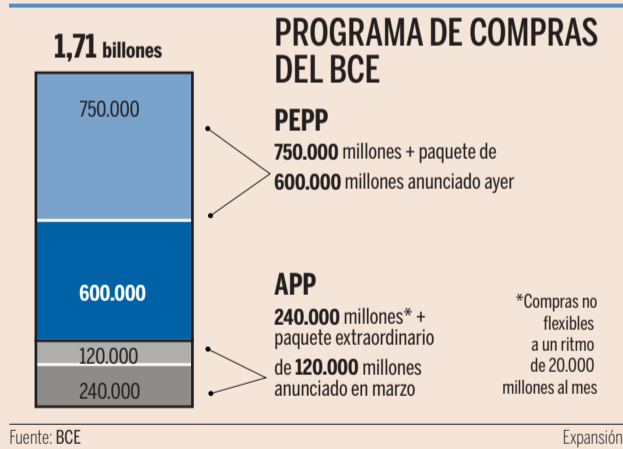 PROGRAMA DE COMPRAS
DEL BCE
1,71 billones
750.000
600.000
120.000
240.000
PEPP
750.000 millones + paquete de
600.000 millones anunciado ayer
APP
240.000 millones* +
paquete extraordinario
de 120.000 millones
anunciado en marzo
*Compras no
flexibles
a un ritmo
de 20.000
millones al mes
Fuente: BCE
Expansión